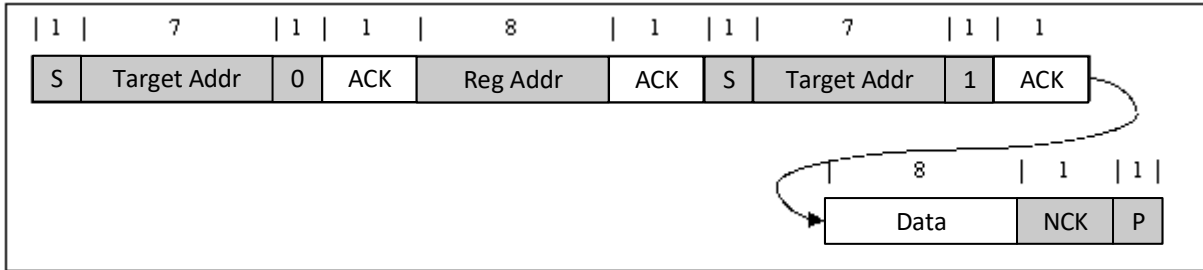 | 1 | 7 | 1 | 1 | 8 | 1 | 1 | 7 | 1 | 1
S Target Addr 0 ACK Reg Addr ACK S Target Addr 1 ACK
| 8 | 1 | 1 |
Data NCK P